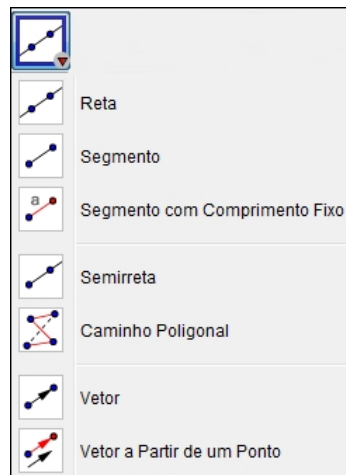 Reta
Segmento
a
Segmento com Comprimento Fixo
Semirreta
Caminho Poligonal
Vetor
Vetor a Partir de um Ponto